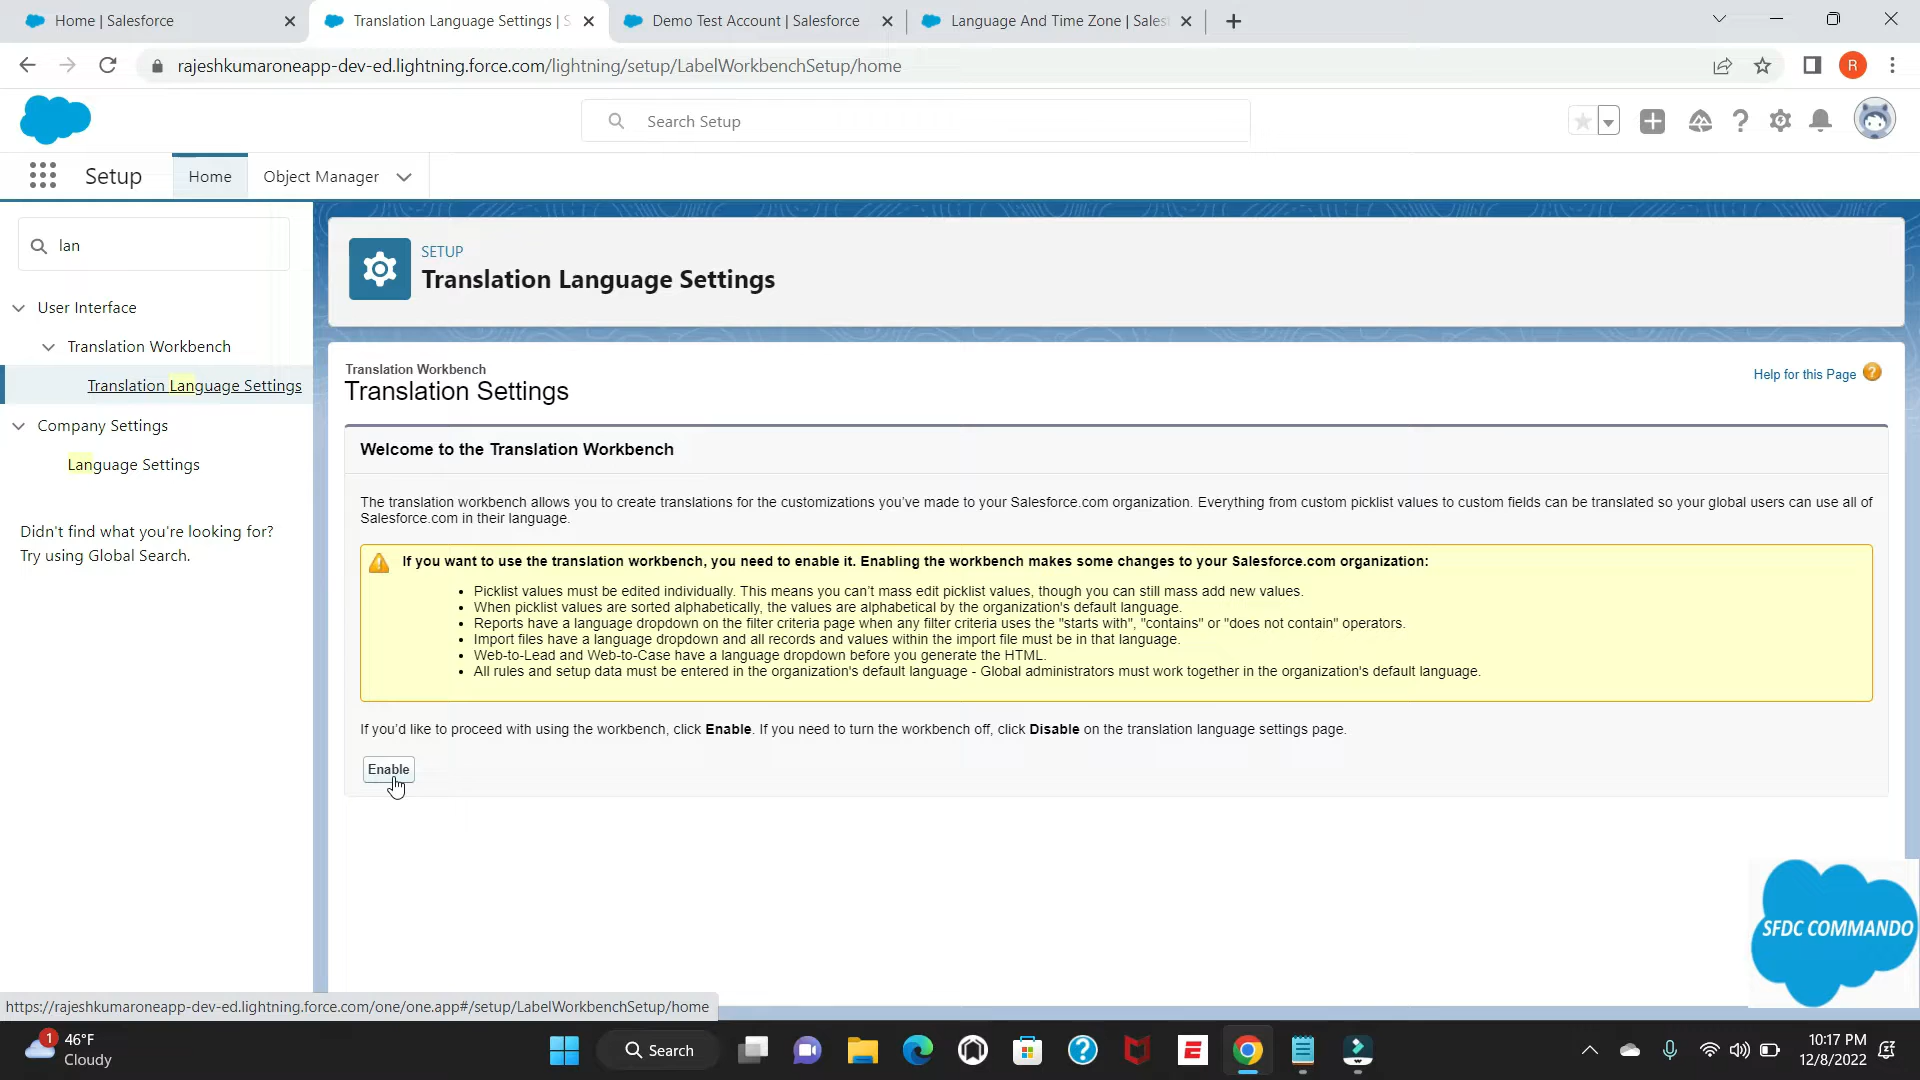 Home | Salesforce
Translation Language Settings | S
Demo Test Account | Salesforce
Language And Time Zone | Sales
rajeshkumaroneapp-dev-ed.lightning.force.com/lightning/setup/LabelWorkbenchSetup/home
R
Search Setup
Setup
Home
Object Manager
lan
User Interface
Translation Workbench
Translation Language Settings
Company Settings
Language Settings
Didn't find what you're looking for?
Try using Global Search.
SETUP
Translation Language Settings
Translation Workbench
Translation Settings
Help for this Page
Welcome to the Translation Workbench
The translation workbench allows you to create translations for the customizations you've made to your Salesforce.com organization. Everything from custom picklist values to custom fields can be translated so your global users can use all of
Salesforce.com in their language.
If you want to use the translation workbench, you need to enable it. Enabling the workbench makes some changes to your Salesforce.com organization:
• Picklist values must be edited individually. This means you can't mass edit picklist values, though you can still mass add new values.
• When picklist values are sorted alphabetically, the values are alphabetical by the organization's default language.
• Reports have a language dropdown on the filter criteria page when any filter criteria uses the "starts with", "contains" or "does not contain" operators.
• Import files have a language dropdown and all records and values within the import file must be in that language.
• Web-to-Lead and Web-to-Case have a language dropdown before you generate the HTML.
• All rules and setup data must be entered in the organization's default language - Global administrators must work together in the organization's default language.
If you'd like to proceed with using the workbench, click Enable. If you need to turn the workbench off, click Disable on the translation language settings page.
Enable
SFDC COMMANDO
https://rajeshkumaroneapp-dev-ed.lightning.force.com/one/one.app#/setup/LabelWorkbenchSetup/home
1
46°F
Cloudy
Search
E
10:17 PM
12/8/2022